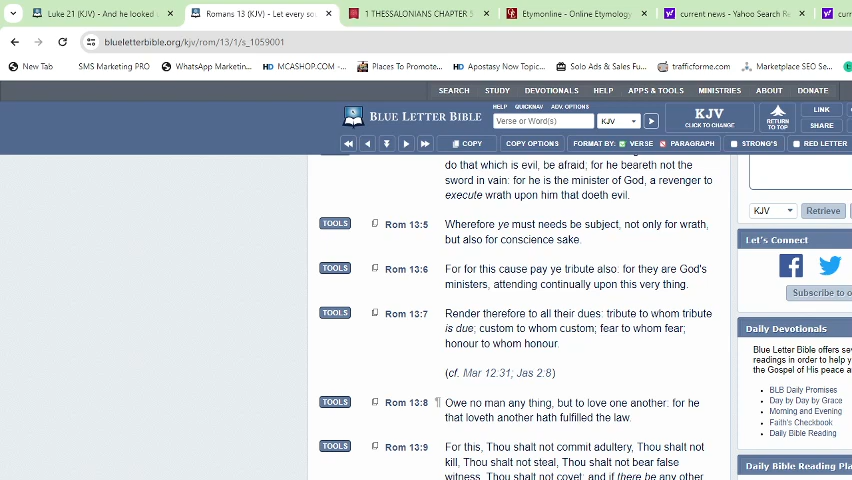 Luke 21 (KJV) - And he looked
Romans 13 (KJV) - Let every so
1 THESSALONIANS CHAPTER 5
Etymonline - Online Etymology
current news - Yahoo Search Re
curre
blueletterbible.org/kjv/rom/13/1/s_1059001
New Tab
SMS Marketing PRO
WhatsApp Marketin...
MCASHOP.COM -...
Places To Promote...
Apostasy Now Topic...
Solo Ads & Sales Fu...
trafficforme.com
Marketplace SEO Se...
SEARCH STUDY DEVOTIONALS HELP APPS & TOOLS MINISTRIES ABOUT DONATE
BLUE LETTER BIBLE
HELP QUICKNAV ADV. OPTIONS
Verse or Word(s)
KJV
KJV
CLICK TO CHANGE
RETURN
TO TOP
LINK
SHARE
COPY COPY OPTIONS FORMAT BY: VERSE PARAGRAPH STRONG'S RED LETTER
do that which is evil, be afraid; for he beareth not the
sword in vain: for he is the minister of God, a revenger to
execute wrath upon him that doeth evil.
TOOLS Rom 13:5 Wherefore ye must needs be subject, not only for wrath,
but also for conscience sake.
TOOLS Rom 13:6 For for this cause pay ye tribute also: for they are God's
ministers, attending continually upon this very thing.
TOOLS Rom 13:7 Render therefore to all their dues: tribute to whom tribute
is due; custom to whom custom; fear to whom fear;
honour to whom honour.
(cf. Mar 12:31; Jas 2:8)
TOOLS Rom 13:8 ¶ Owe no man any thing, but to love one another: for he
that loveth another hath fulfilled the law.
TOOLS Rom 13:9 For this, Thou shalt not commit adultery, Thou shalt not
kill, Thou shalt not steal, Thou shalt not bear false
witness, Thou shalt not covet; and if there be any other
KJV Retrieve
Let's Connect
Subscribe to o
Daily Devotionals
Blue Letter Bible offers se
readings in order to help y
the Gospel of His peace a
• BLB Daily Promises
• Day by Day by Grace
• Morning and Evening
• Faith's Checkbook
• Daily Bible Reading
Daily Bible Reading Pla